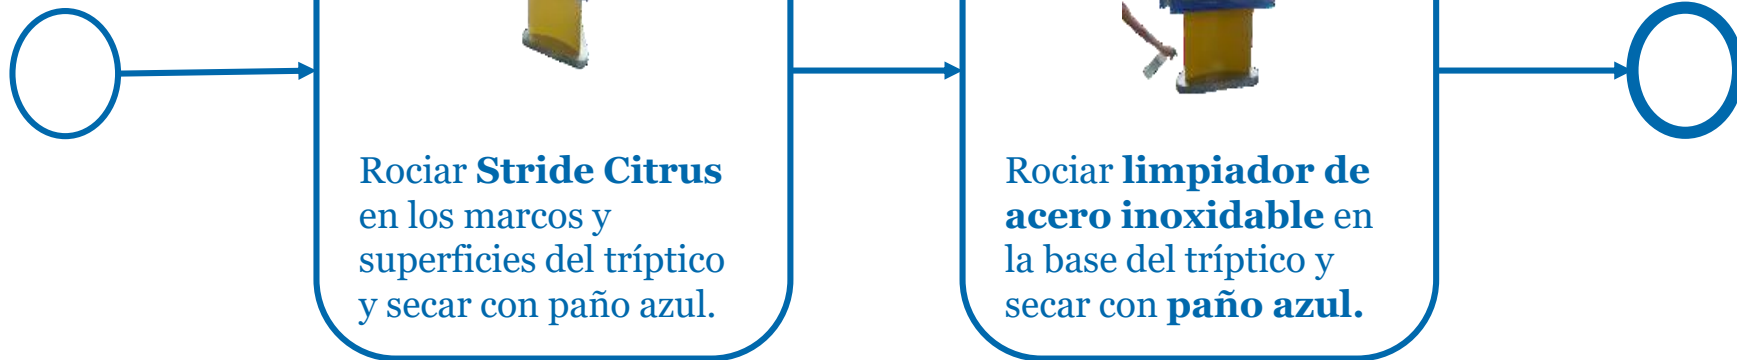 Rociar Stride Citrus
en los marcos y
superficies del tríptico
y secar con paño azul.
Rociar limpiador de
acero inoxidable en
la base del tríptico y
secar con paño azul.